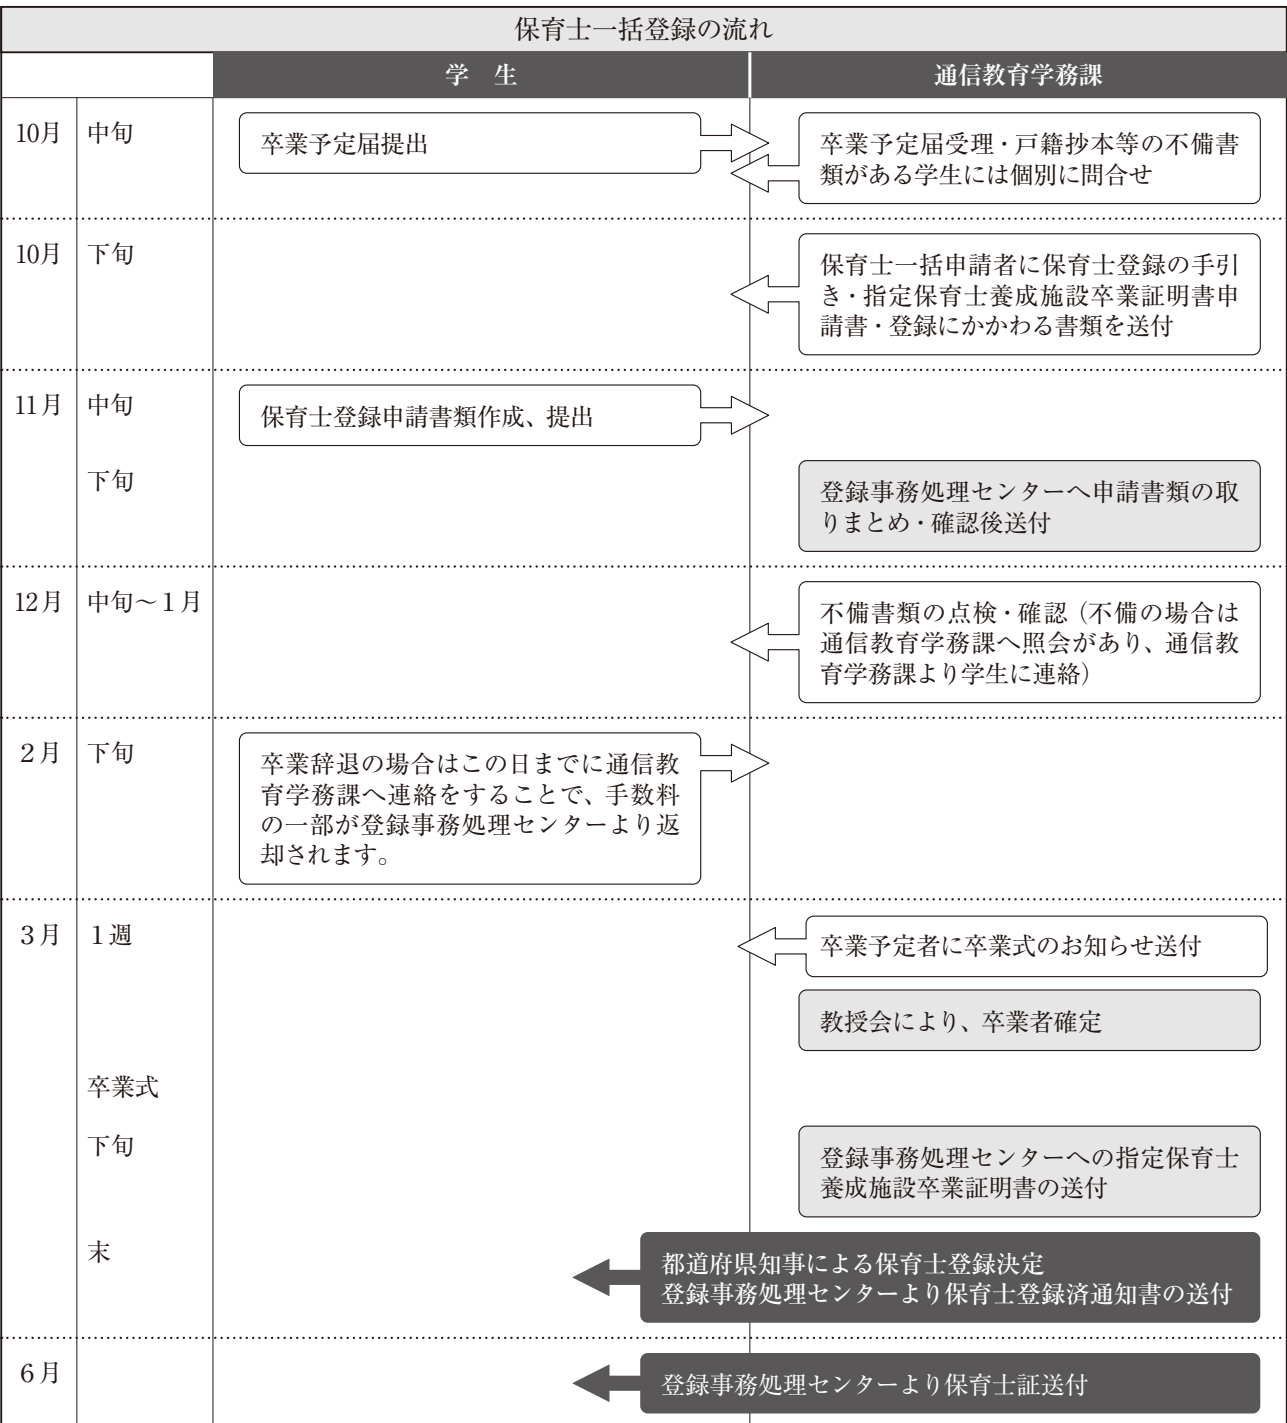 保育士一括登録の流れ
学　生
通信教育学務課
10月
中旬
卒業予定届提出
卒業予定届受理・戸籍抄本等の不備書
類がある学生には個別に問合せ
10月
下旬
保育士一括申請者に保育士登録の手引
き・指定保育士養成施設卒業証明書申
請書・登録にかかわる書類を送付
11月
中旬
保育士登録申請書類作成、提出
下旬
登録事務処理センターへ申請書類の取
りまとめ・確認後送付
12月
中旬～１月
不備書類の点検・確認（不備の場合は
通信教育学務課へ照会があり、通信教
育学務課より学生に連絡）
２月
下旬
卒業辞退の場合はこの日までに通信教
育学務課へ連絡をすることで、手数料
の一部が登録事務処理センターより返
却されます。
３月
１週
卒業予定者に卒業式のお知らせ送付
教授会により、卒業者確定
卒業式
下旬
登録事務処理センターへの指定保育士
養成施設卒業証明書の送付
末
都道府県知事による保育士登録決定
登録事務処理センターより保育士登録済通知書の送付
６月
登録事務処理センターより保育士証送付